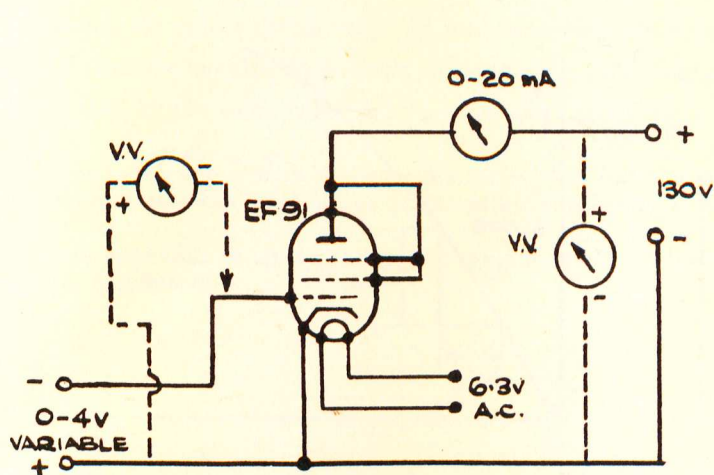 0-20 mA
+
V.V.
-
+
EF91
130V
+
V.V.
-
-
-
0-4V
VARIABLE
+
6.3V
A.C.